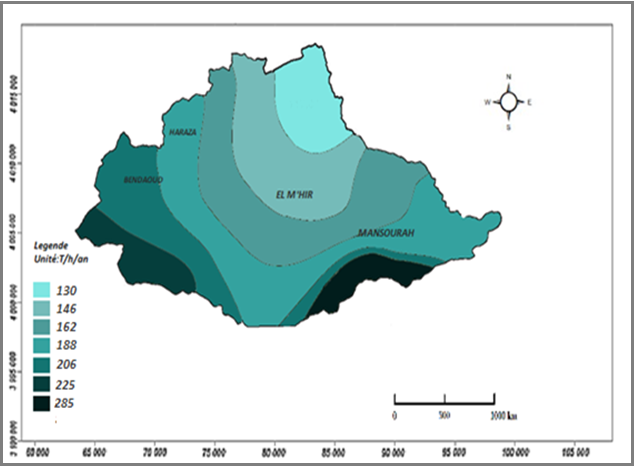 4 015 000
4 010 000
4 005 000
4 000 000
3 995 000
3 990 000
N
W E
S
HARAZA
BENDAOUD
EL M'HIR
MANSOURAH
Legende
Unité:T/h/an
130
146
162
188
206
225
285
0 500 1000 km
60 000 65 000 70 000 75 000 80 000 85 000 90 000 95 000 100 000 105 000